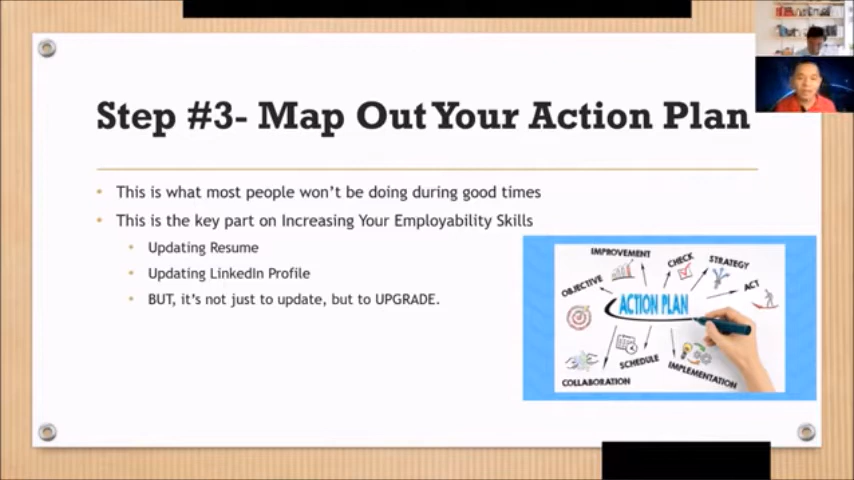 Step #3- Map Out Your Action Plan
This is what most people won't be doing during good times
This is the key part on Increasing Your Employability Skills
Updating Resume
Updating LinkedIn Profile
BUT, it's not just to update, but to UPGRADE.
IMPROVEMENT
CHECK
STRATEGY
OBJECTIVE
ACT
ACTION PLAN
SCHEDULE
IMPLEMENTATION
COLLABORATION